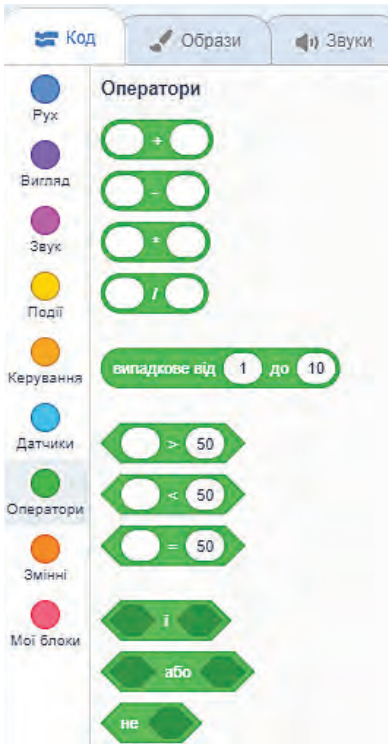 Код
Образи
Звуки
Рух
Вигляд
Звук
Події
Керування
Датчики
Оператори
Змінні
Мої блоки
Оператори
+
-
*
/
випадкове від 1 до 10
> 50
< 50
= 50
і
або
не